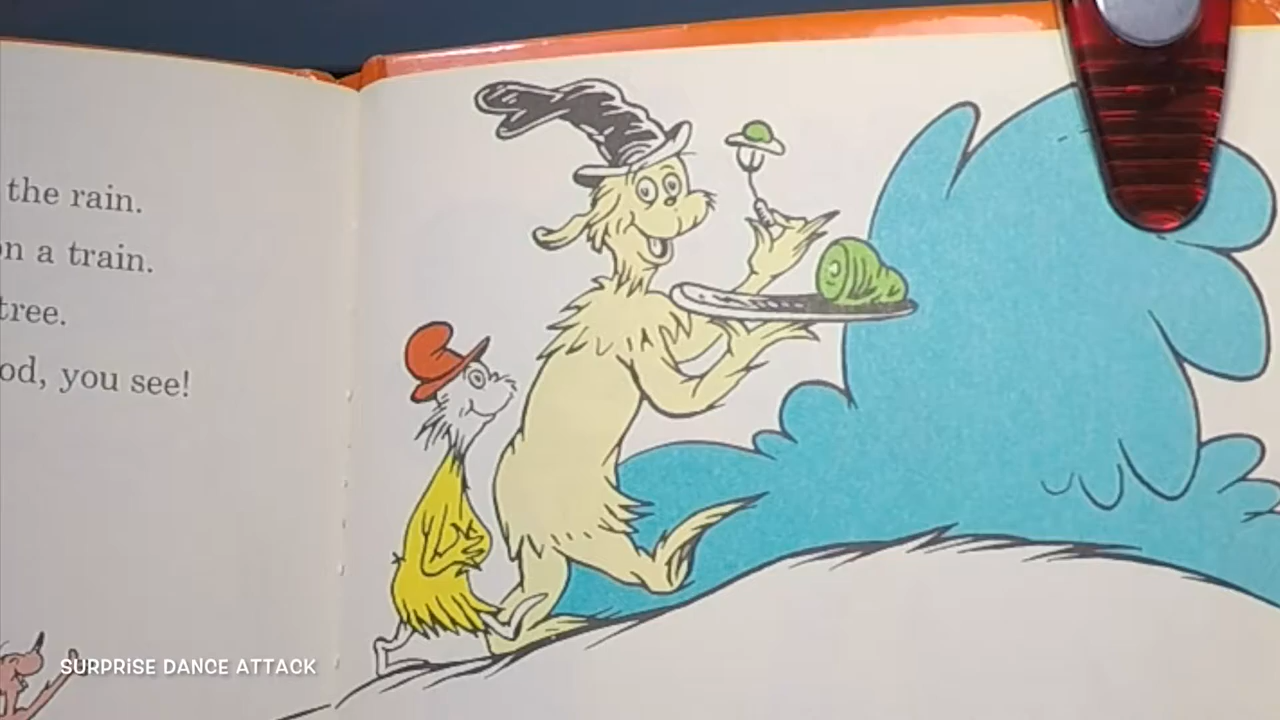 the rain.
on a train.
tree.
od, you see!
SURPRISE DANCE ATTACK